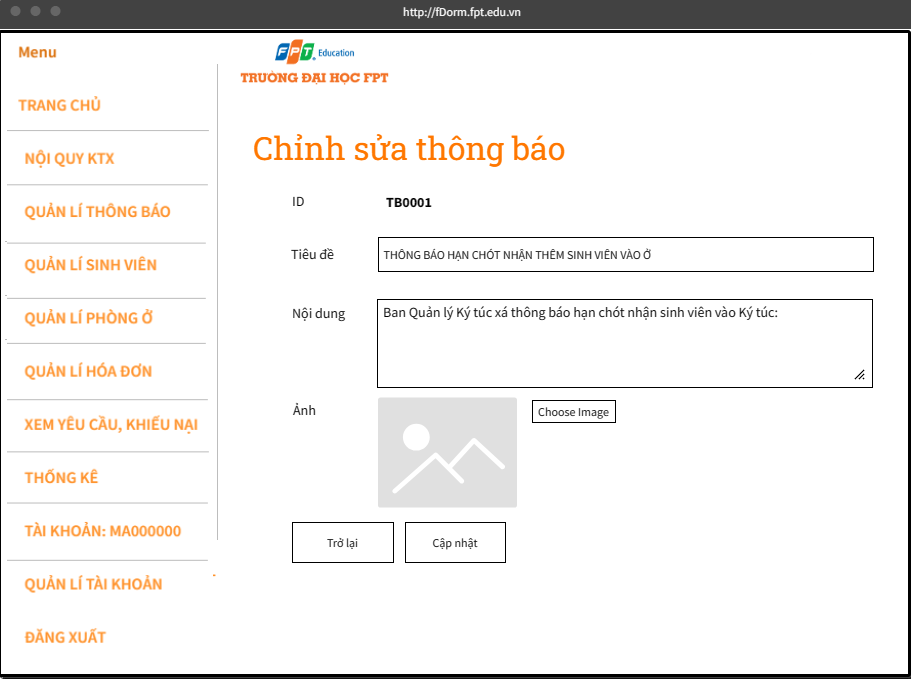 http://fDorm.fpt.edu.vn
Menu
TRANG CHỦ
NỘI QUY KTX
QUẢN LÍ THÔNG BÁO
QUẢN LÍ SINH VIÊN
QUẢN LÍ PHÒNG Ở
QUẢN LÍ HÓA ĐƠN
XEM YÊU CẦU, KHIẾU NẠI
THỐNG KÊ
TÀI KHOẢN: MA000000
QUẢN LÍ TÀI KHOẢN
ĐĂNG XUẤT
FPT Education
TRƯỜNG ĐẠI HỌC FPT
Chỉnh sửa thông báo
ID TB0001
Tiêu đề THÔNG BÁO HẠN CHÓT NHẬN THÊM SINH VIÊN VÀO Ở
Nội dung Ban Quản lý Ký túc xá thông báo hạn chót nhận sinh viên vào Ký túc:
Ảnh Choose Image
Trở lại Cập nhật